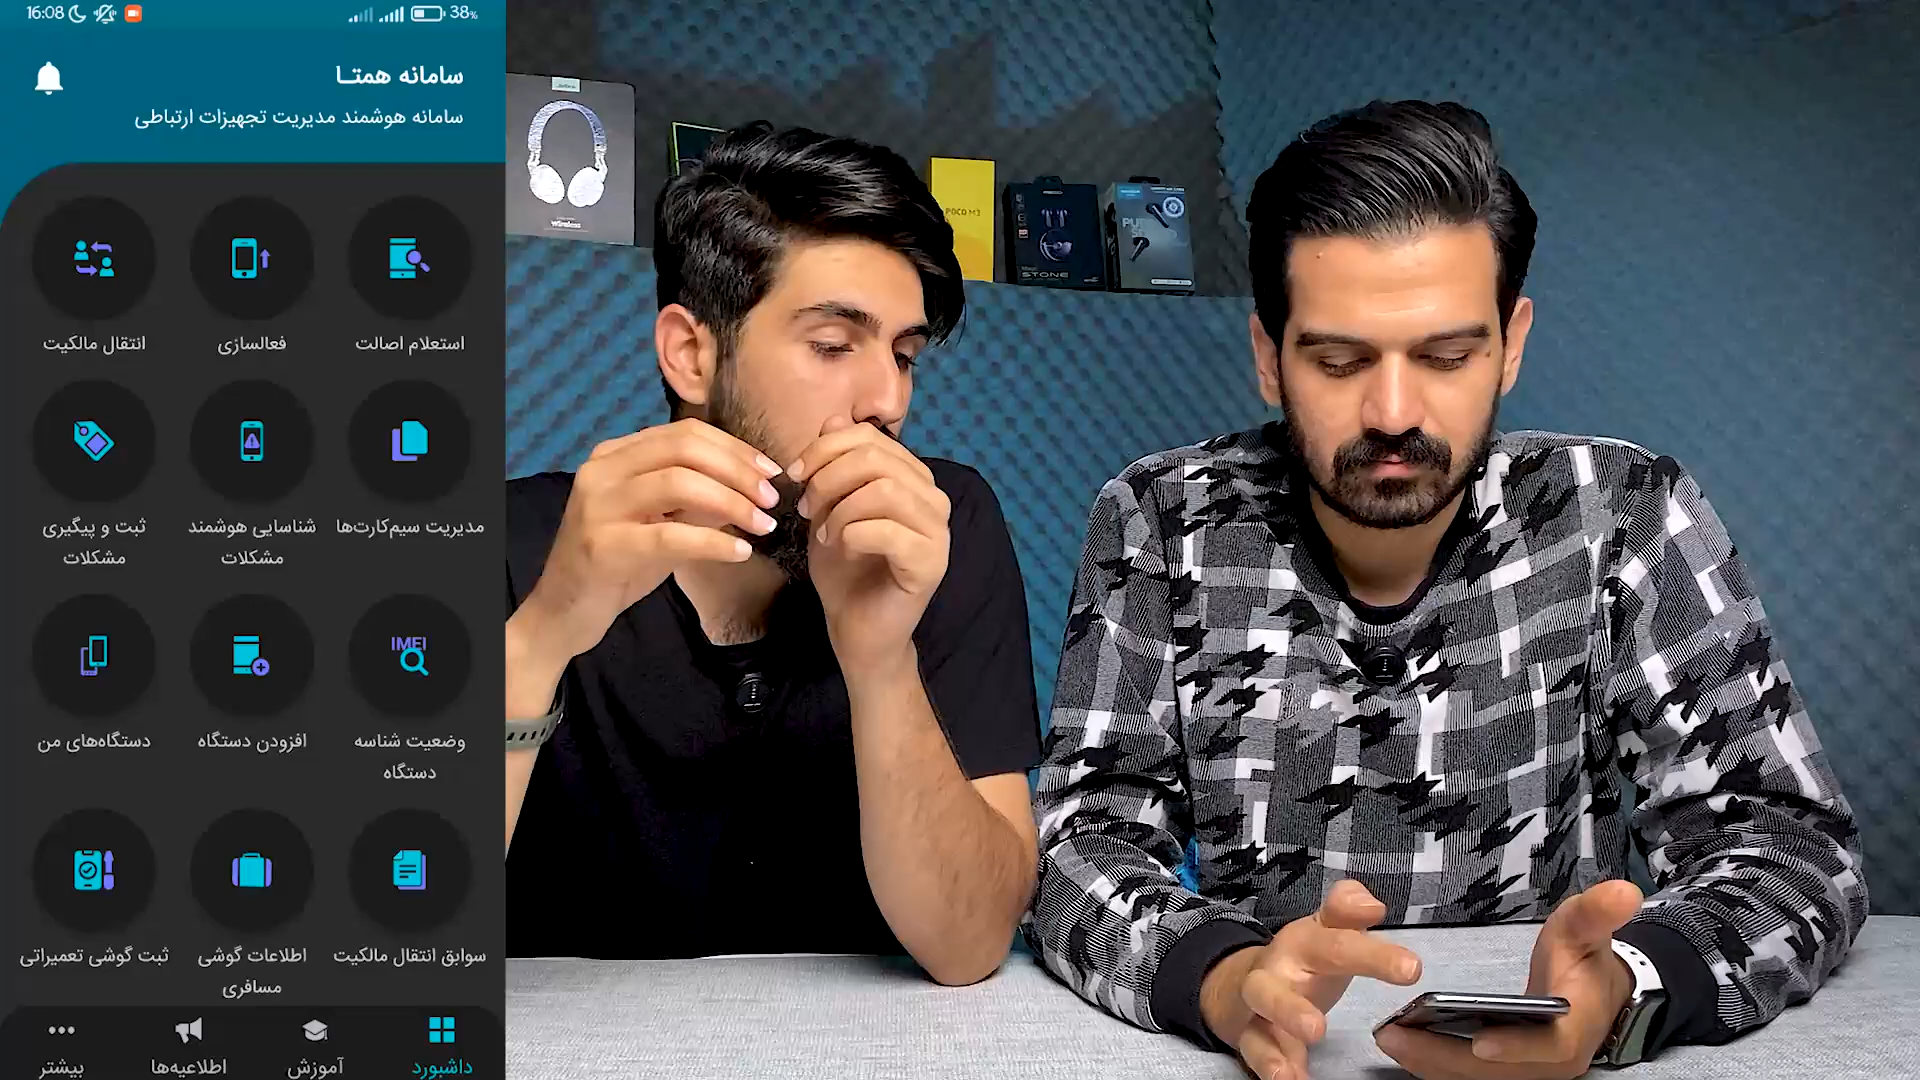 16:08
38%
سامانه همتـا
سامانه هوشمند مدیریت تجهیزات ارتباطی
استعلام اصالت
فعالسازی
انتقال مالکیت
مدیریت سیم‌کارت‌ها
شناسایی هوشمند
مشکلات
ثبت و پیگیری
مشکلات
IMEI
وضعیت شناسه
دستگاه
افزودن دستگاه
دستگاه‌های من
سوابق انتقال مالکیت
اطلاعات گوشی
مسافری
ثبت گوشی تعمیراتی
داشبورد
آموزش
اطلاعیه‌ها
بیشتر
Wireless
POCO M3
STONE